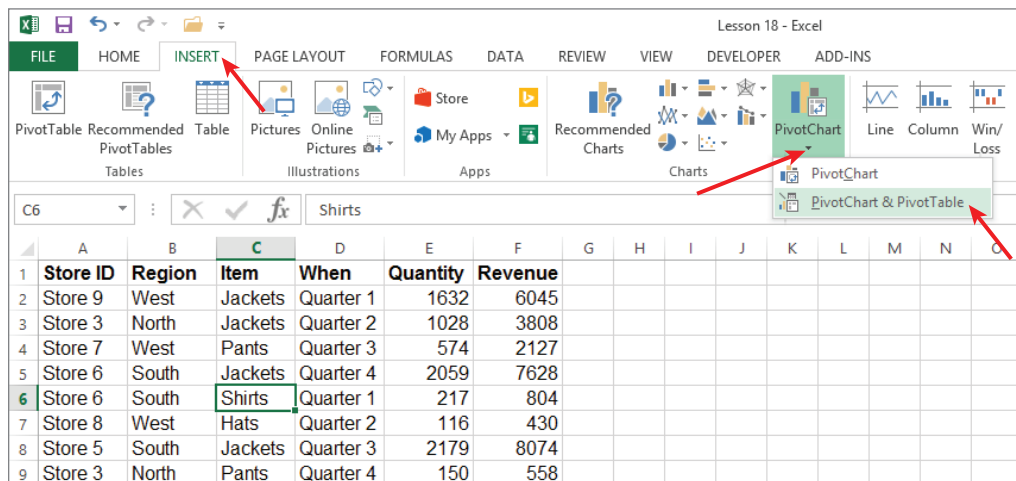 Lesson 18 - Excel
FILE HOME INSERT PAGE LAYOUT FORMULAS DATA REVIEW VIEW DEVELOPER ADD-INS
PivotTable Recommended PivotTables Table
Tables
Pictures Online Pictures
Illustrations
Store
My Apps
Apps
Recommended Charts
PivotChart
Charts
Line Column Win/ Loss
PivotChart
PivotChart & PivotTable
C6 fx Shirts
A B C D E F G H I J K L M N O
1 Store ID Region Item When Quantity Revenue
2 Store 9 West Jackets Quarter 1 1632 6045
3 Store 3 North Jackets Quarter 2 1028 3808
4 Store 7 West Pants Quarter 3 574 2127
5 Store 6 South Jackets Quarter 4 2059 7628
6 Store 6 South Shirts Quarter 1 217 804
7 Store 8 West Hats Quarter 2 116 430
8 Store 5 South Jackets Quarter 3 2179 8074
9 Store 3 North Pants Quarter 4 150 558